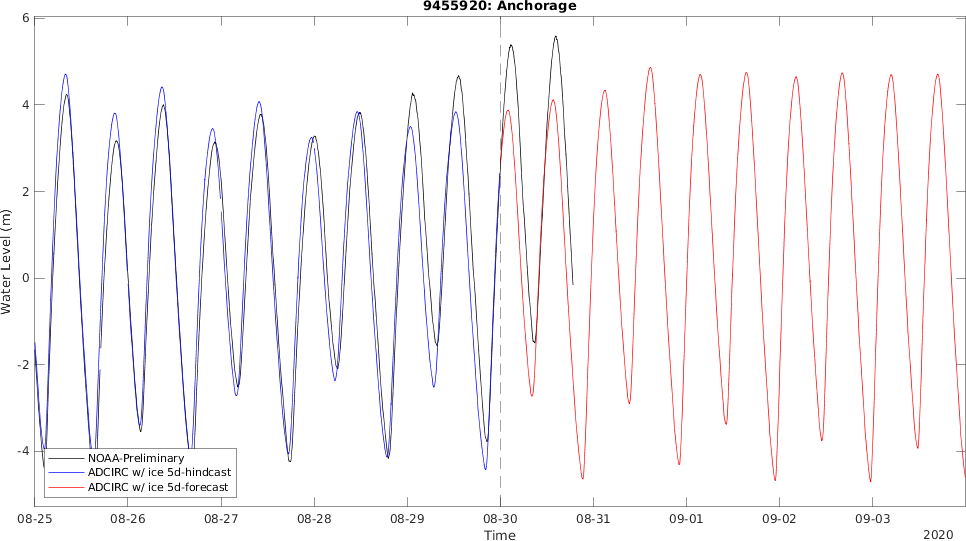 9455920: Anchorage
6
4
2
0
-2
-4
Water Level (m)
NOAA-Preliminary
ADCIRC w/ ice 5d-hindcast
ADCIRC w/ ice 5d-forecast
08-25 08-26 08-27 08-28 08-29 08-30 08-31 09-01 09-02 09-03
Time
2020